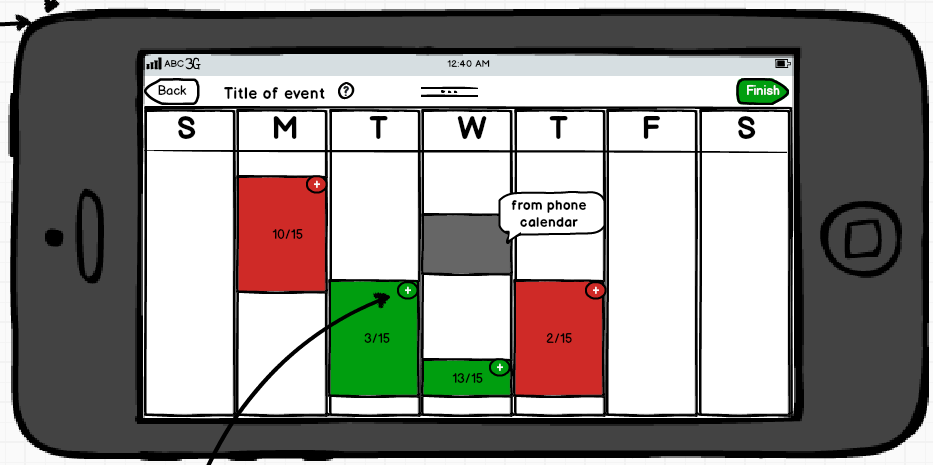 ABC 3G 12:40 AM
Back Title of event ? Finish
S M T W T F S
from phone
calendar
10/15
3/15 2/15
13/15